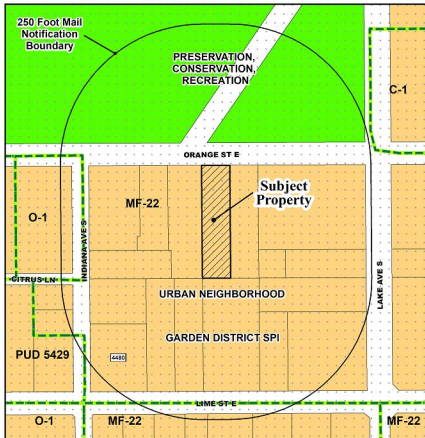 250 Foot Mail
Notification
Boundary
PRESERVATION,
CONSERVATION,
RECREATION
C-1
ORANGE ST E
MF-22
Subject
Property
O-1
INDIANA AVE S
LAKE AVE S
CITRUS LN
URBAN NEIGHBORHOOD
GARDEN DISTRICT SPI
PUD 5429
4480
LIME ST E
O-1
MF-22
MF-22